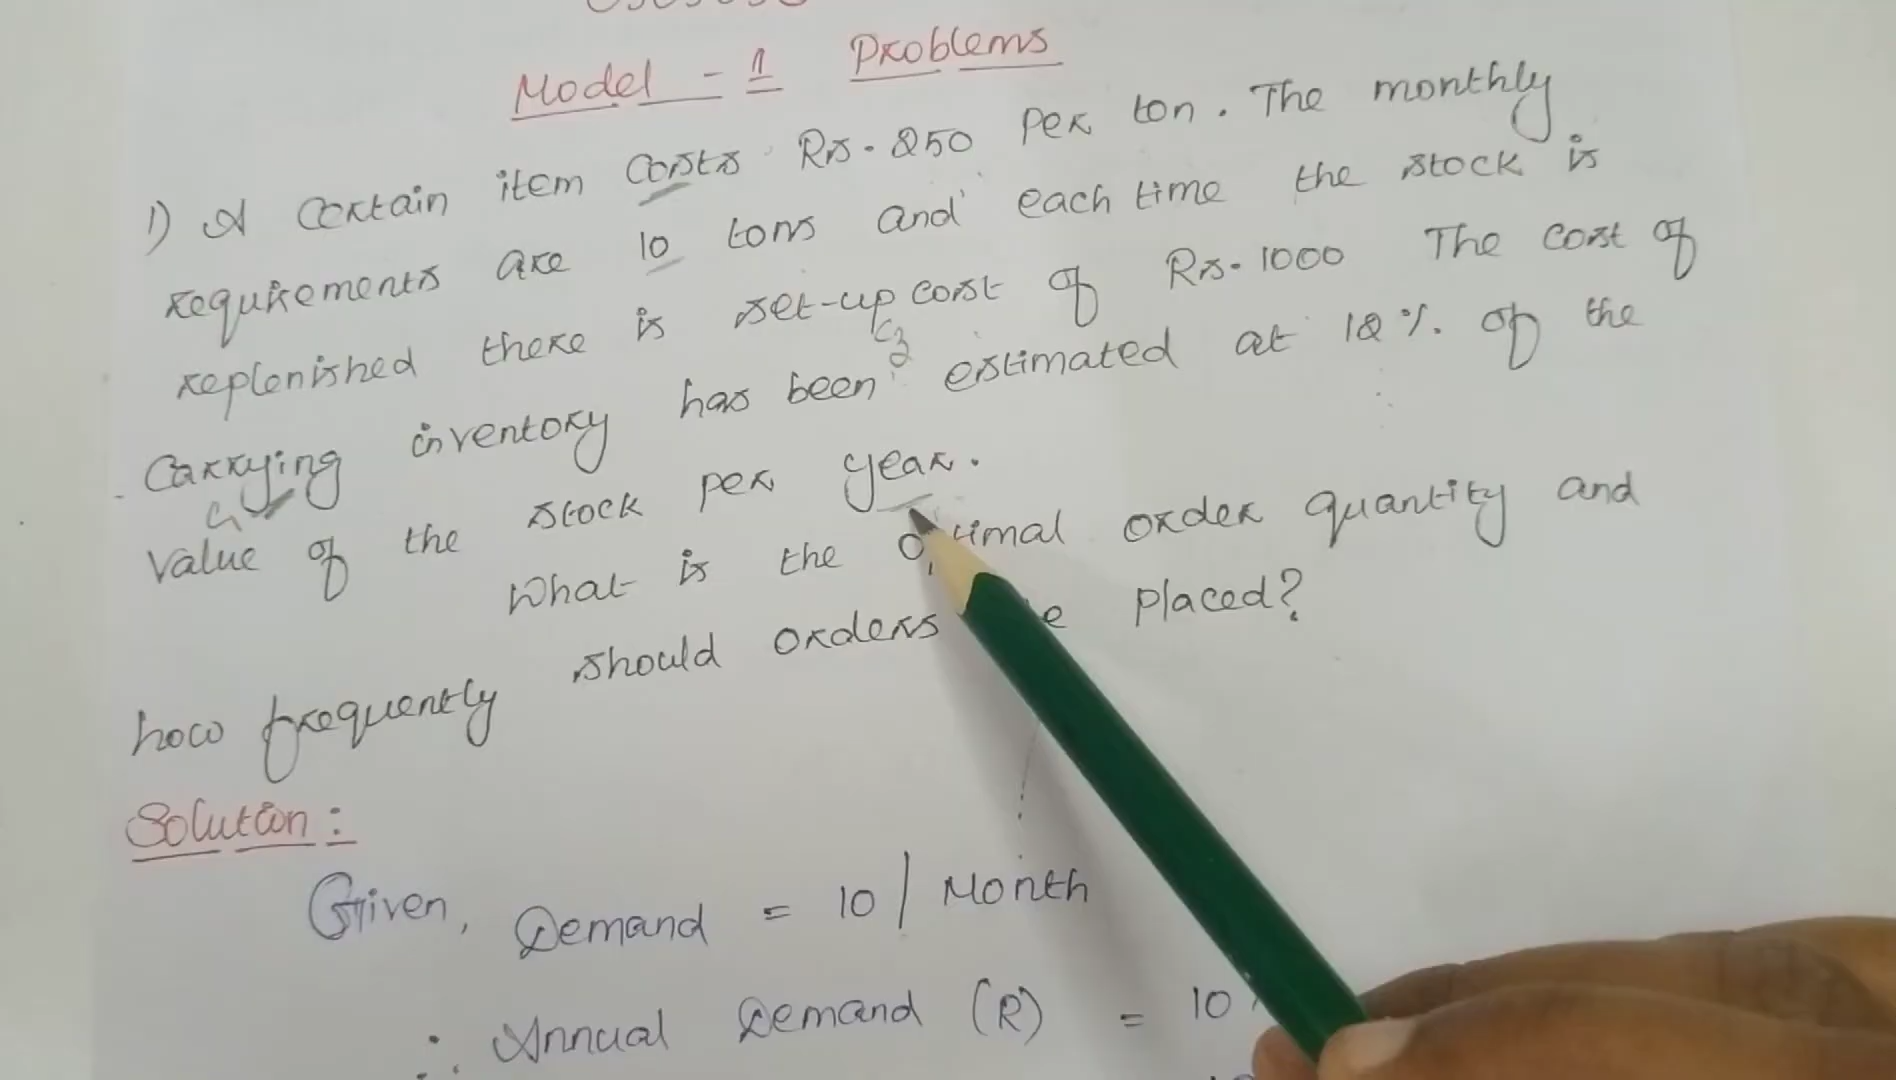 Model - 1 Problems
1) A certain item costs Rs. 250 per ton. The monthly
requirements are 10 tons and each time the stock is
replenished there is set-up cost of Rs. 1000 The cost of
C3
carrying inventory has been estimated at 12%. of the
C1
value of the stock per year.
What is the optimal order quantity and
how frequently should orders be placed?
Solution:
Given, Demand = 10 / Month
∴ Annual Demand (R) = 10